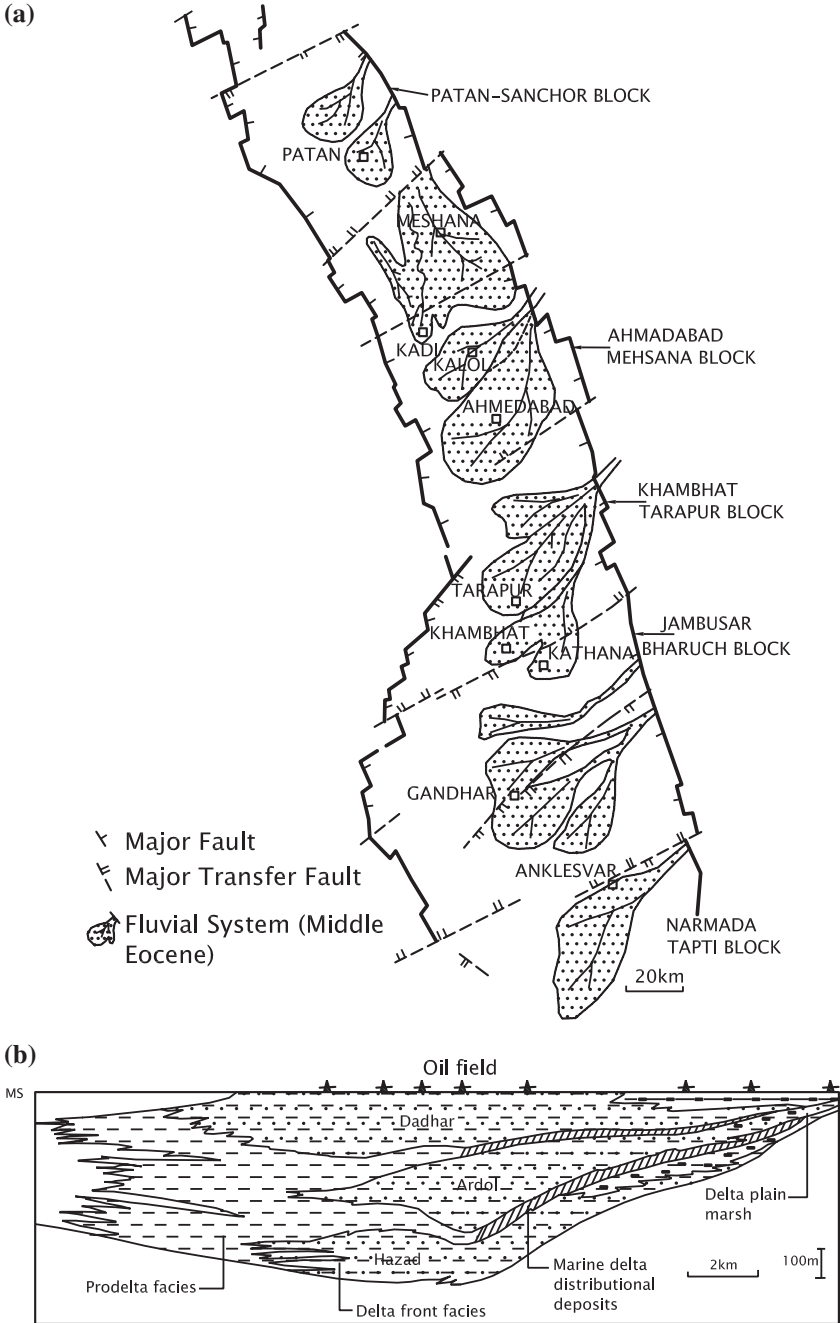 (a)
PATAN–SANCHOR BLOCK
PATAN
MESHANA
KADI
KALOL
AHMADABAD
MEHSANA BLOCK
AHMEDABAD
KHAMBHAT
TARAPUR BLOCK
TARAPUR
KHAMBHAT
KATHANA
JAMBUSAR
BHARUCH BLOCK
GANDHAR
Major Fault
Major Transfer Fault
Fluvial System (Middle
Eocene)
ANKLESVAR
NARMADA
TAPTI BLOCK
20km
(b)
Oil field
MS
Dadhar
Ardol
Hazad
Delta plain
marsh
Prodelta facies
Delta front facies
Marine delta
distributional
deposits
2km
100m